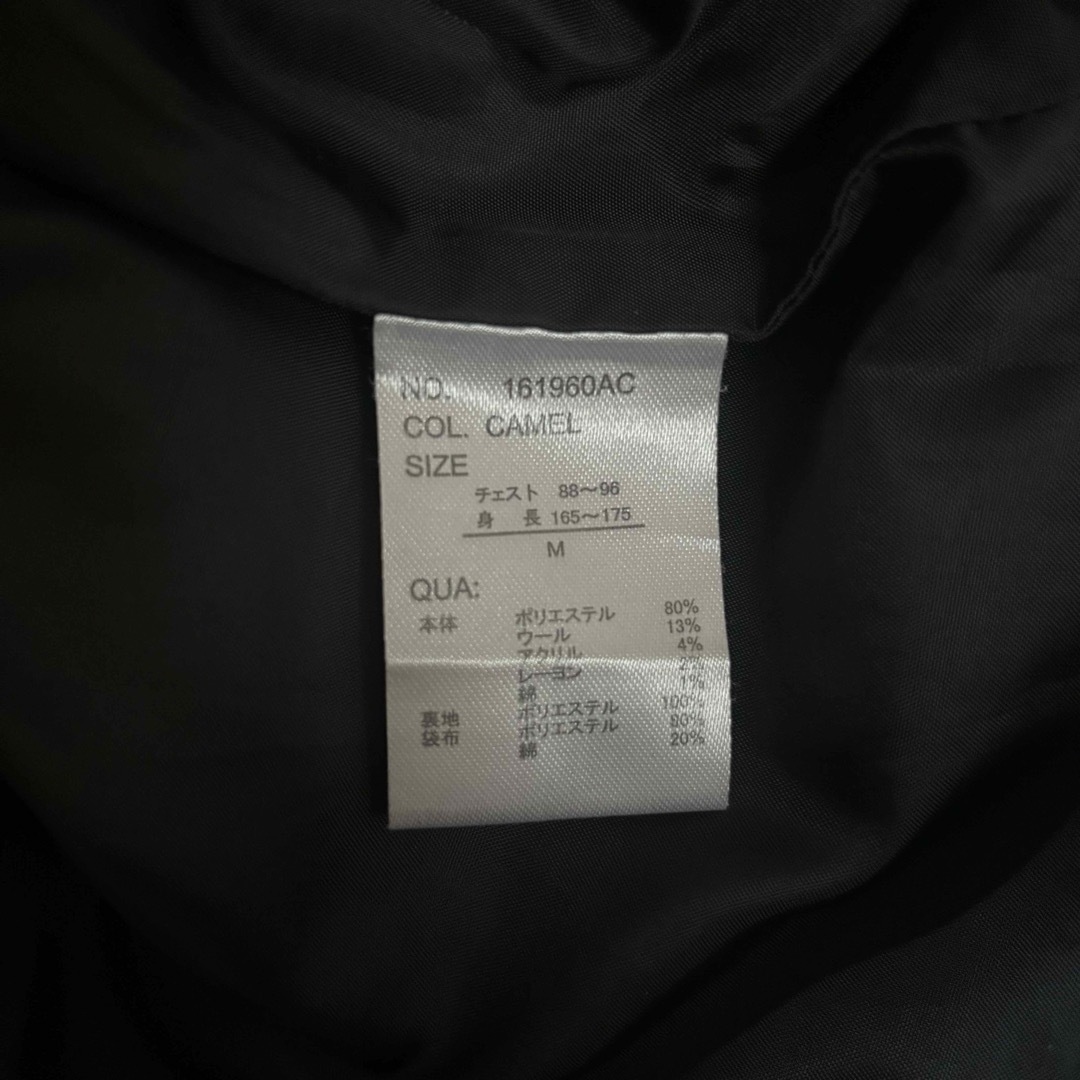 NO. 161960AC
COL. CAMEL
SIZE
チェスト 88～96
身 長 165～175
M
QUA:
本体 ポリエステル 80%
ウール 13%
アクリル 4%
レーヨン 2%
綿 1%
裏地 ポリエステル 100%
袋布 ポリエステル 80%
綿 20%